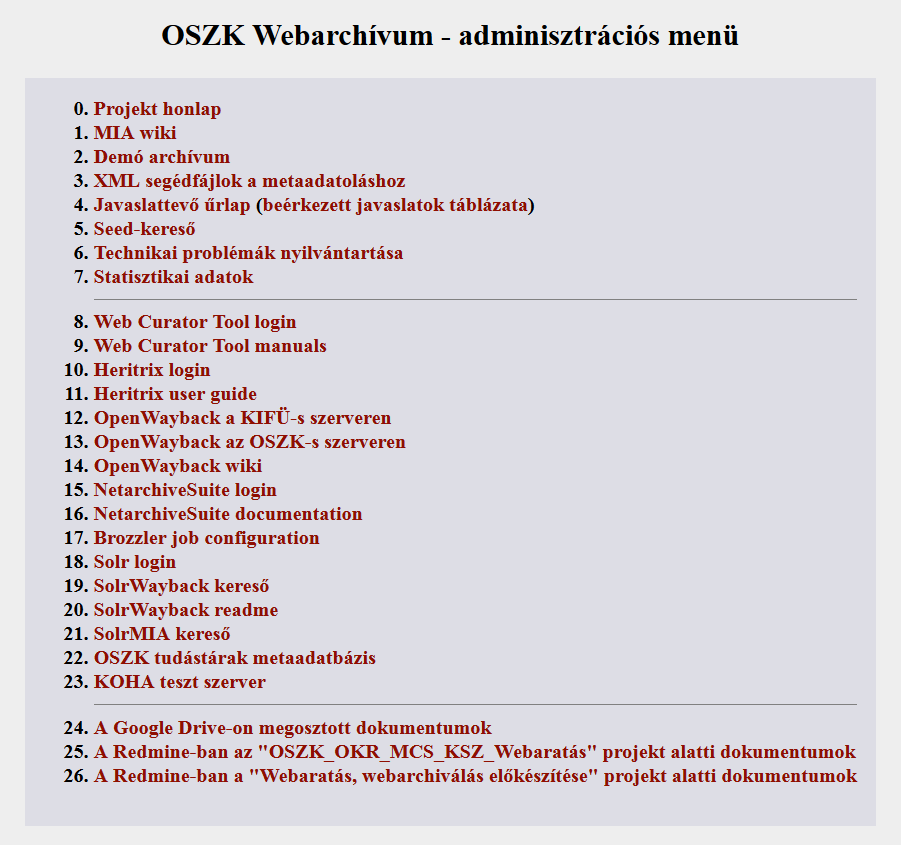 OSZK Webarchívum - adminisztrációs menü
0. Projekt honlap
1. MIA wiki
2. Demó archívum
3. XML segédfájlok a metaadatoláshoz
4. Javaslattevő űrlap (beérkezett javaslatok táblázata)
5. Seed-kereső
6. Technikai problémák nyilvántartása
7. Statisztikai adatok
8. Web Curator Tool login
9. Web Curator Tool manuals
10. Heritrix login
11. Heritrix user guide
12. OpenWayback a KIFÜ-s szerveren
13. OpenWayback az OSZK-s szerveren
14. OpenWayback wiki
15. NetarchiveSuite login
16. NetarchiveSuite documentation
17. Brozzler job configuration
18. Solr login
19. SolrWayback kereső
20. SolrWayback readme
21. SolrMIA kereső
22. OSZK tudástárak metaadatbázis
23. KOHA teszt szerver
24. A Google Drive-on megosztott dokumentumok
25. A Redmine-ban az "OSZK_OKR_MCS_KSZ_Webaratás" projekt alatti dokumentumok
26. A Redmine-ban a "Webaratás, webarchiválás előkészítése" projekt alatti dokumentumok